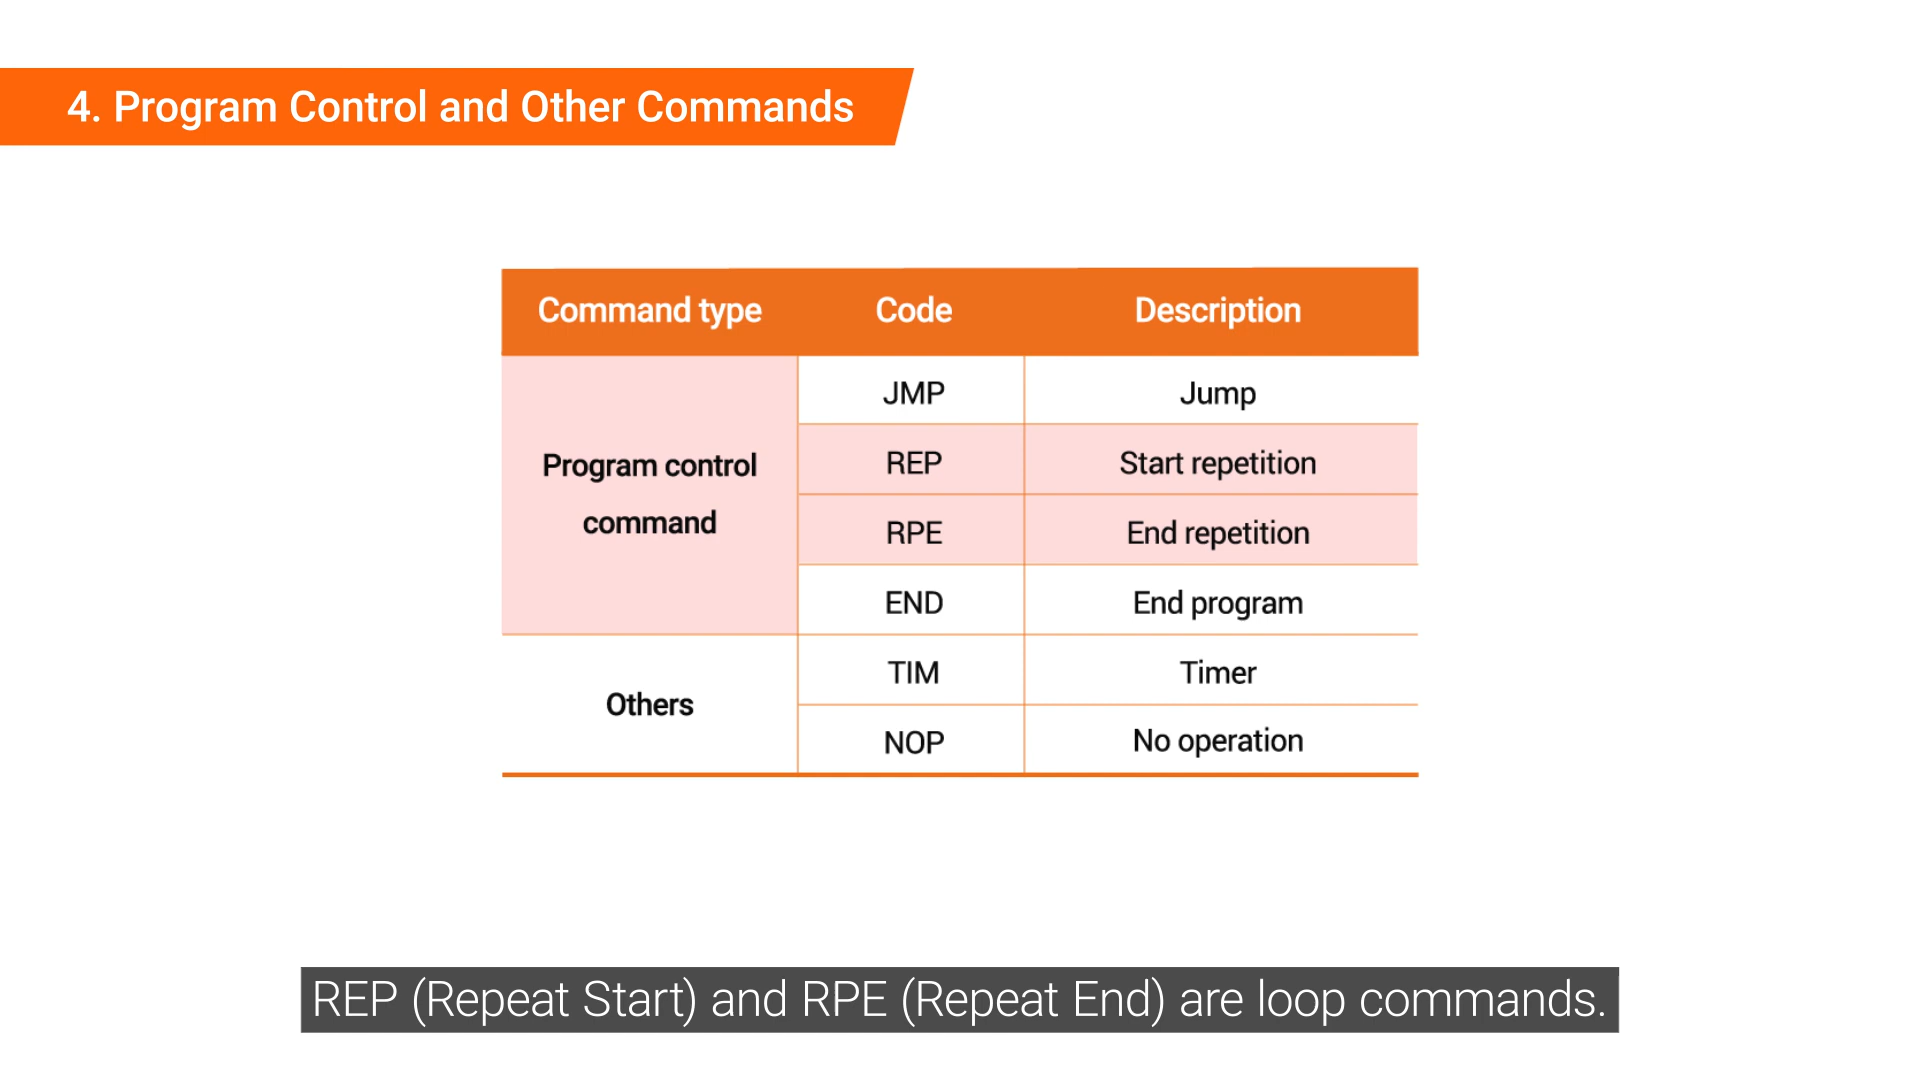 4. Program Control and Other Commands
Command type Code Description
Program control
command
JMP Jump
REP Start repetition
RPE End repetition
END End program
Others
TIM Timer
NOP No operation
REP (Repeat Start) and RPE (Repeat End) are loop commands.